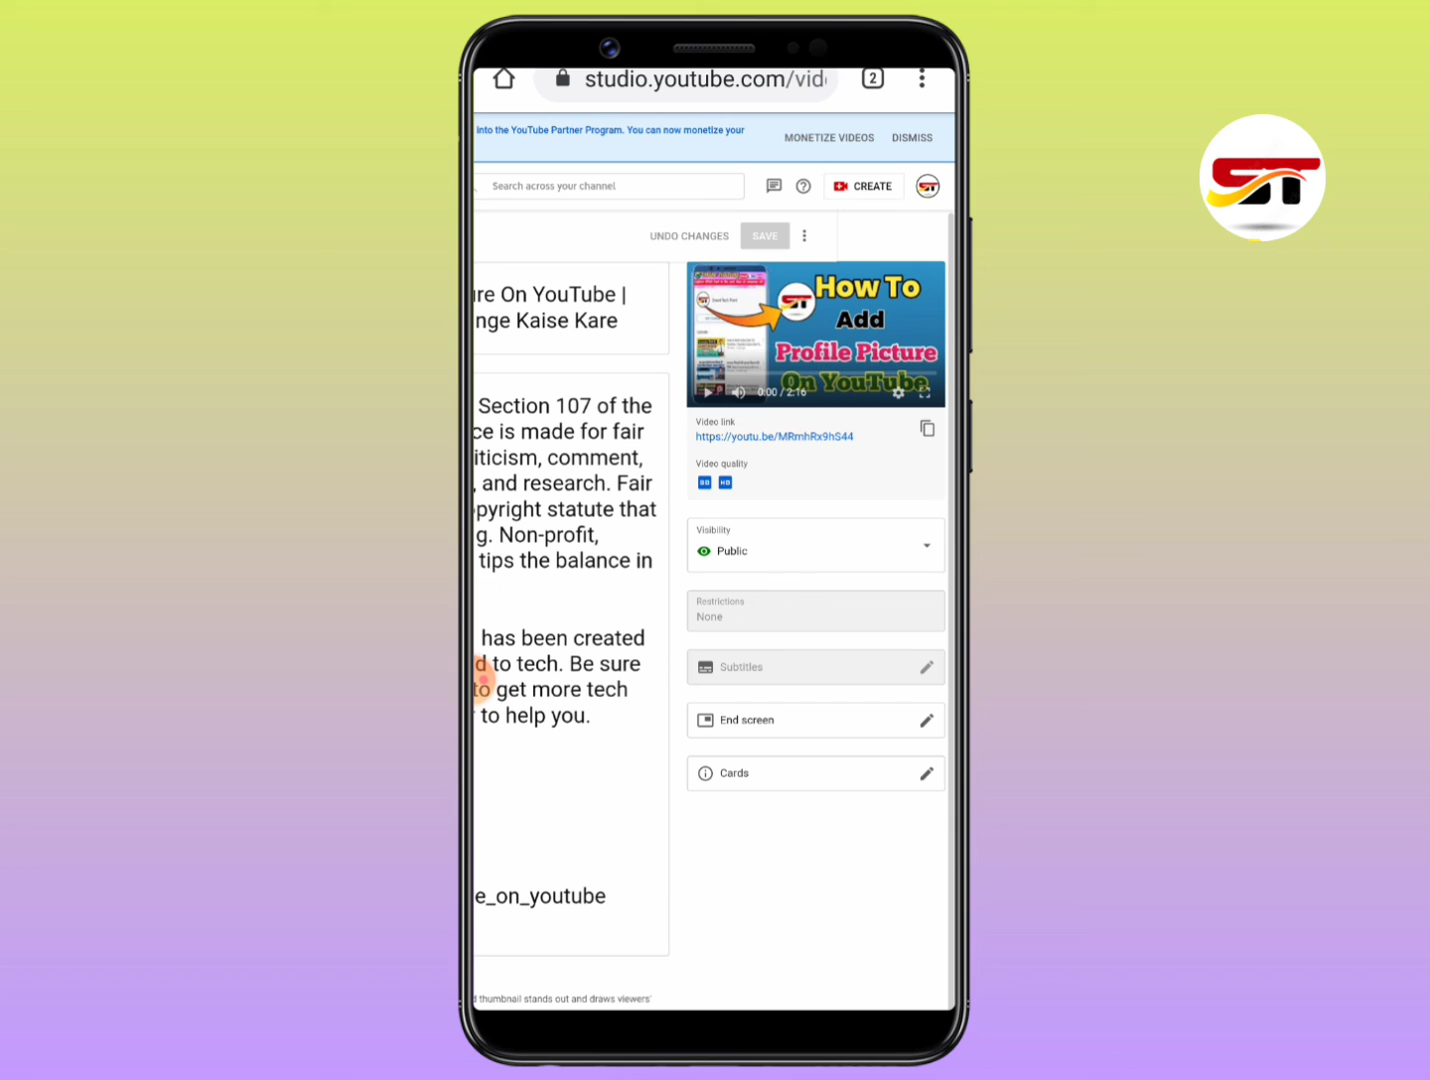 studio.youtube.com/vid
2
into the YouTube Partner Program. You can now monetize your
MONETIZE VIDEOS
DISMISS
Search across your channel
CREATE
ST
UNDO CHANGES
SAVE
re On YouTube |
nge Kaise Kare
Section 107 of the
ce is made for fair
iticism, comment,
, and research. Fair
pyright statute that
g. Non-profit,
tips the balance in
has been created
d to tech. Be sure
to get more tech
to help you.
e_on_youtube
thumbnail stands out and draws viewers'
How To
Add
Profile Picture
On YouTube
0:00 / 2:16
Video link
https://youtu.be/MRmhRx9hS44
Video quality
SD HD
Visibility
Public
Restrictions
None
Subtitles
End screen
Cards
ST